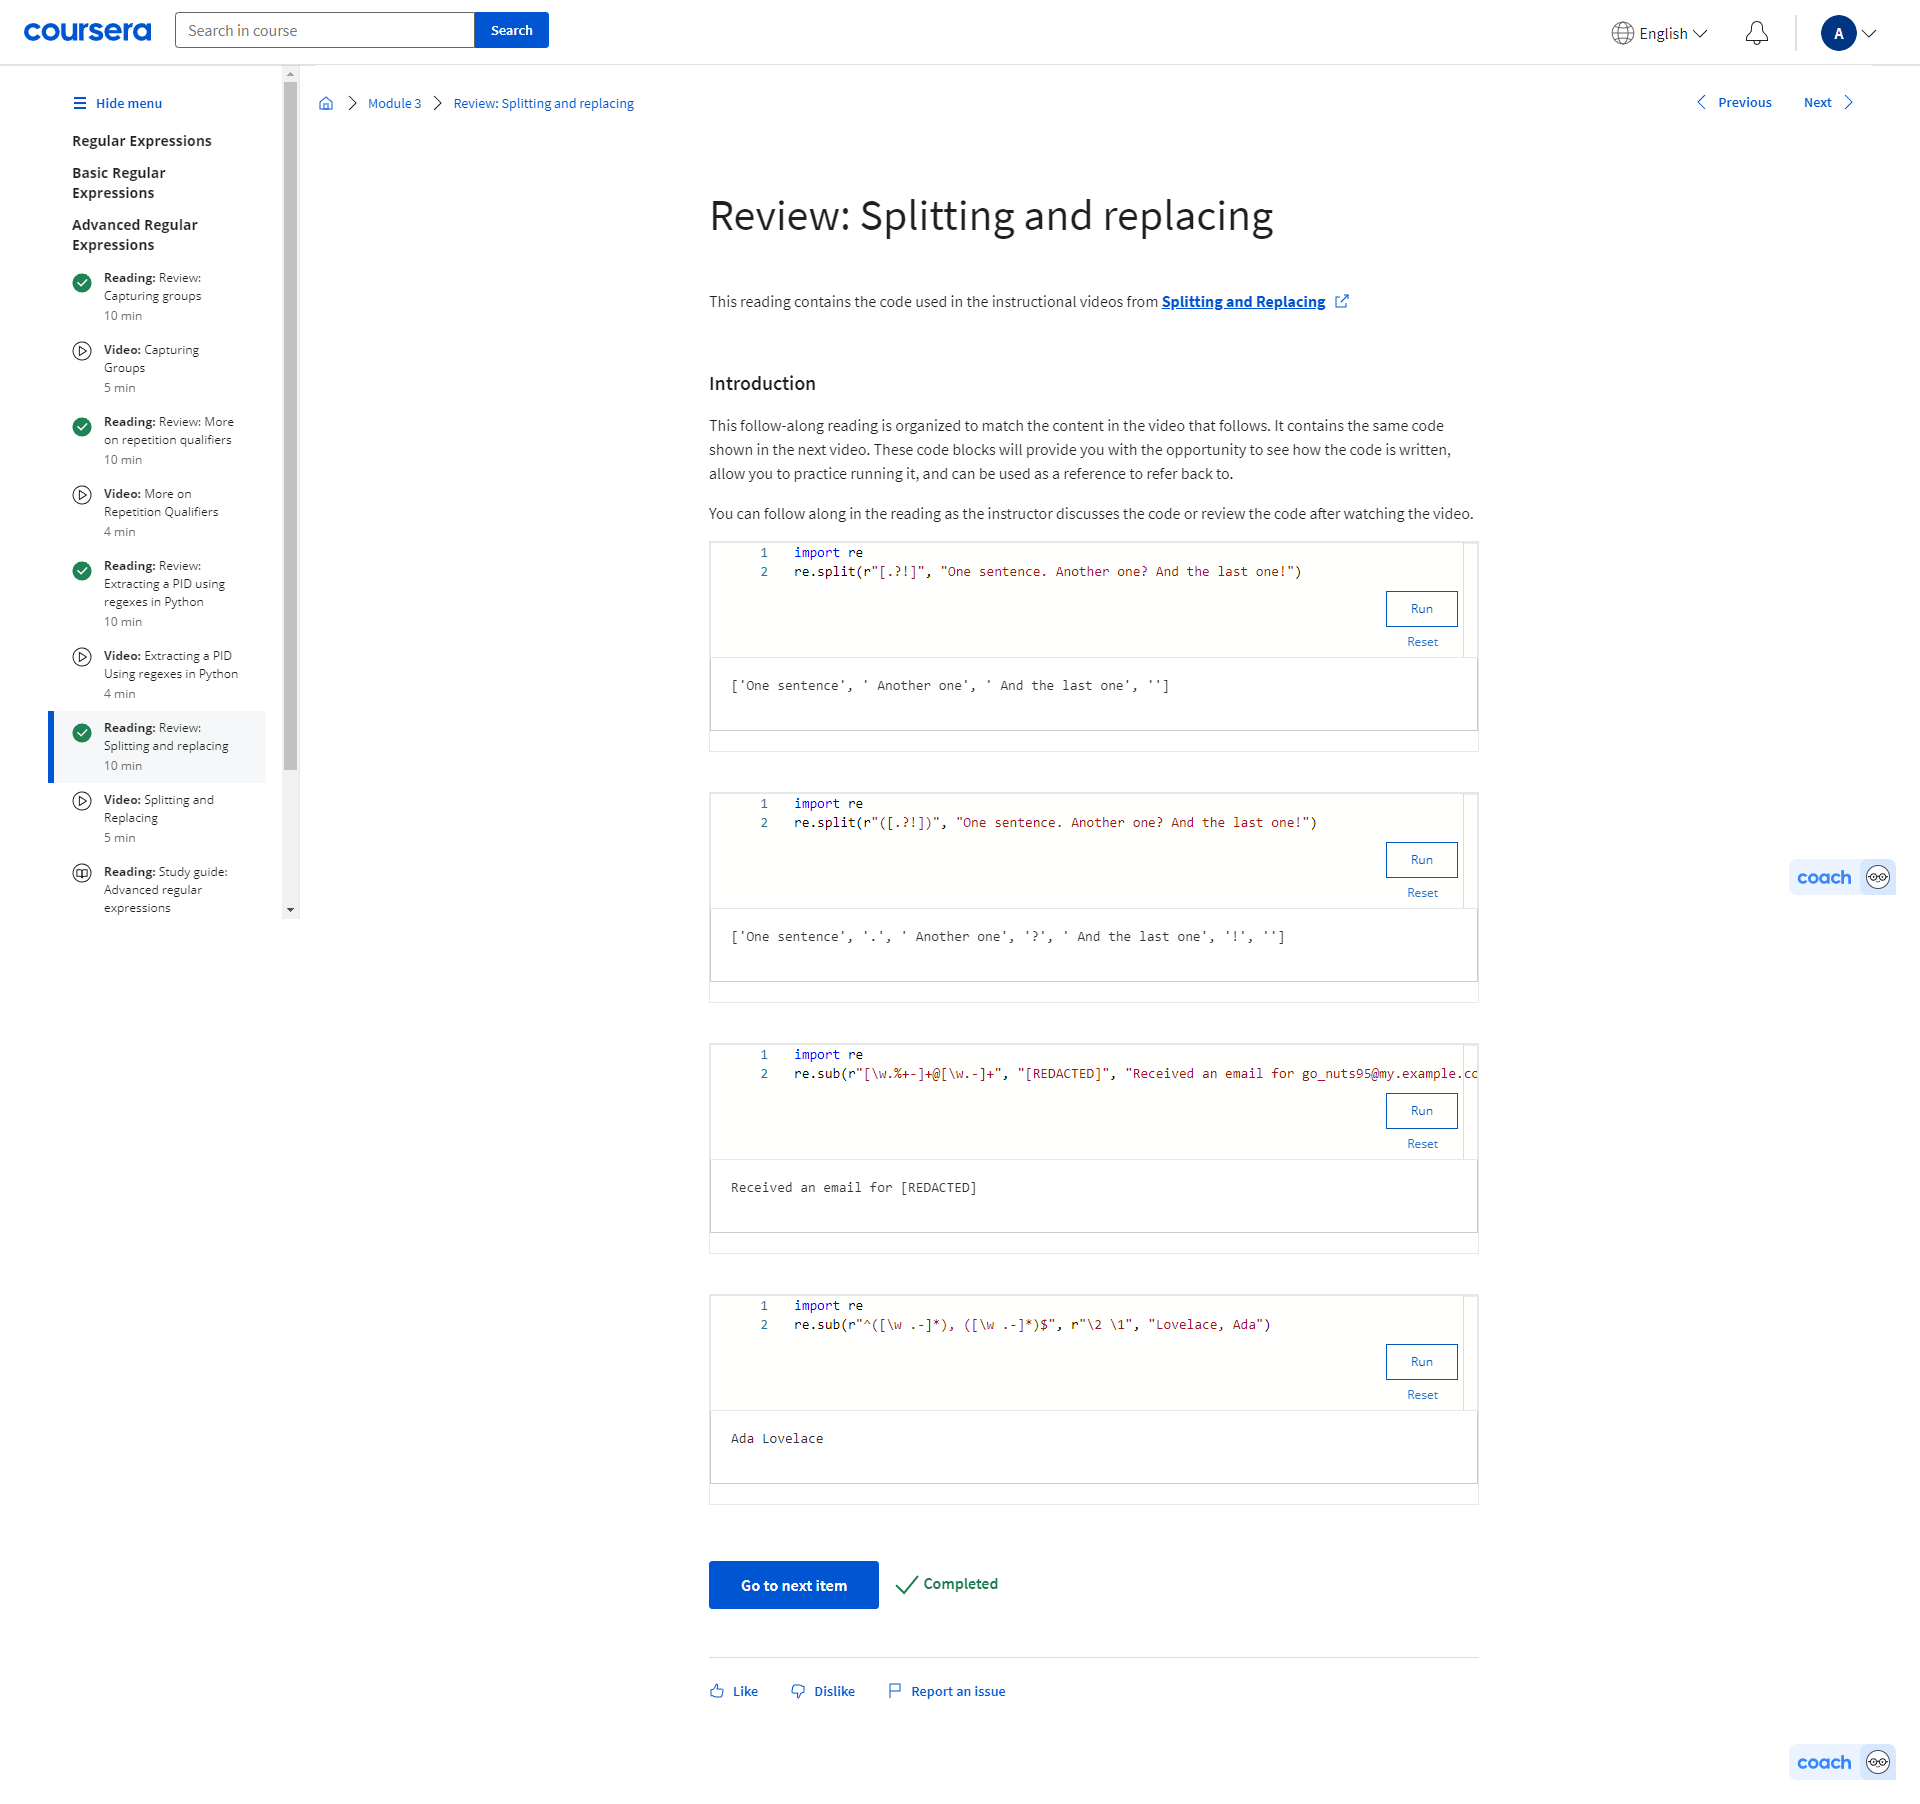 coursera
Search in course
Search
English
A
Hide menu
Regular Expressions
Basic Regular
Expressions
Advanced Regular
Expressions
Reading: Review:
Capturing groups
10 min
Video: Capturing
Groups
5 min
Reading: Review: More
on repetition qualifiers
10 min
Video: More on
Repetition Qualifiers
4 min
Reading: Review:
Extracting a PID using
regexes in Python
10 min
Video: Extracting a PID
Using regexes in Python
4 min
Reading: Review:
Splitting and replacing
10 min
Video: Splitting and
Replacing
5 min
Reading: Study guide:
Advanced regular
expressions
Module 3
Review: Splitting and replacing
Previous
Next
Review: Splitting and replacing
This reading contains the code used in the instructional videos from Splitting and Replacing
Introduction
This follow-along reading is organized to match the content in the video that follows. It contains the same code
shown in the next video. These code blocks will provide you with the opportunity to see how the code is written,
allow you to practice running it, and can be used as a reference to refer back to.
You can follow along in the reading as the instructor discusses the code or review the code after watching the video.
1 import re
2 re.split(r"[.?!]", "One sentence. Another one? And the last one!")
Run
Reset
['One sentence', ' Another one', ' And the last one', '']
1 import re
2 re.split(r"([.?!])", "One sentence. Another one? And the last one!")
Run
Reset
['One sentence', '.', ' Another one', '?', ' And the last one', '!', '']
1 import re
2 re.sub(r"[\w.%+-]+@[\w.-]+", "[REDACTED]", "Received an email for go_nuts95@my.example.co
Run
Reset
Received an email for [REDACTED]
1 import re
2 re.sub(r"^([\w .-]*), ([\w .-]*)$", r"\2 \1", "Lovelace, Ada")
Run
Reset
Ada Lovelace
Go to next item
Completed
Like
Dislike
Report an issue
coach
coach